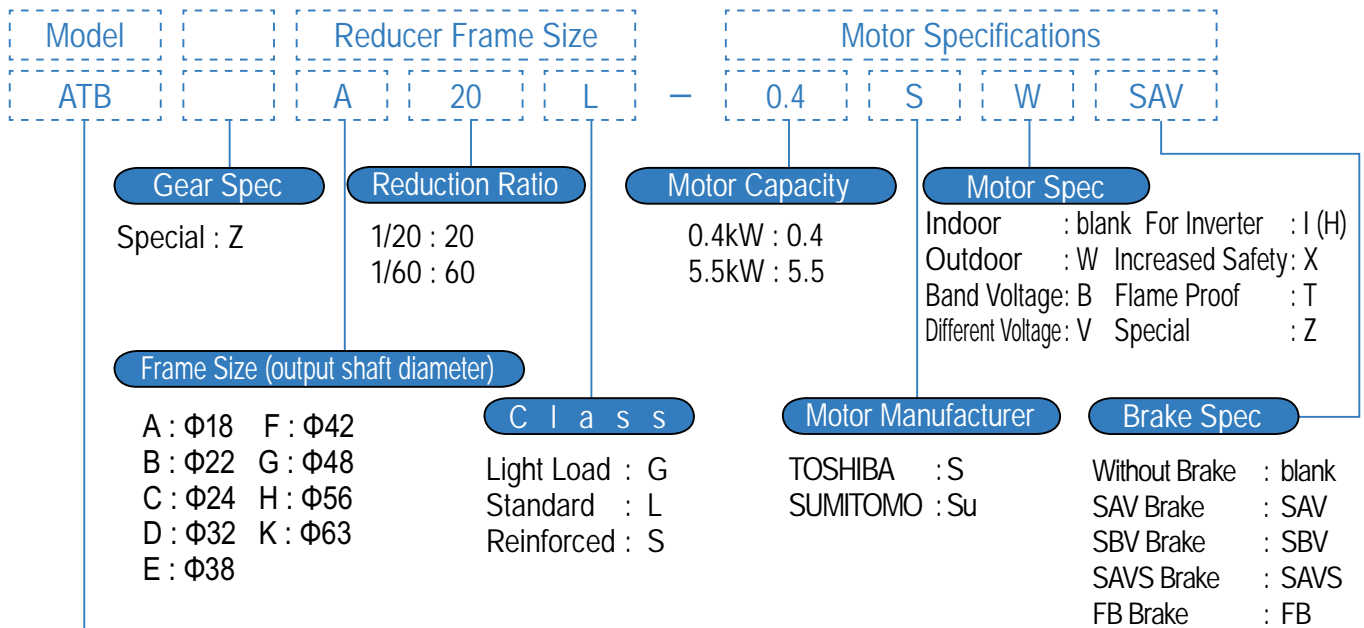 Model Reducer Frame Size Motor Specifications
ATB A 20 L – 0.4 S W SAV
Gear Spec Reduction Ratio Motor Capacity Motor Spec
Special : Z
1/20 : 20
1/60 : 60
0.4kW : 0.4
5.5kW : 5.5
Indoor : blank For Inverter : I (H)
Outdoor : W Increased Safety : X
Band Voltage : B Flame Proof : T
Different Voltage : V Special : Z
Frame Size (output shaft diameter)
A : Φ18 F : Φ42
B : Φ22 G : Φ48
C : Φ24 H : Φ56
D : Φ32 K : Φ63
E : Φ38
Class
Light Load : G
Standard : L
Reinforced : S
Motor Manufacturer
TOSHIBA : S
SUMITOMO : Su
Brake Spec
Without Brake : blank
SAV Brake : SAV
SBV Brake : SBV
SAVS Brake : SAVS
FB Brake : FB